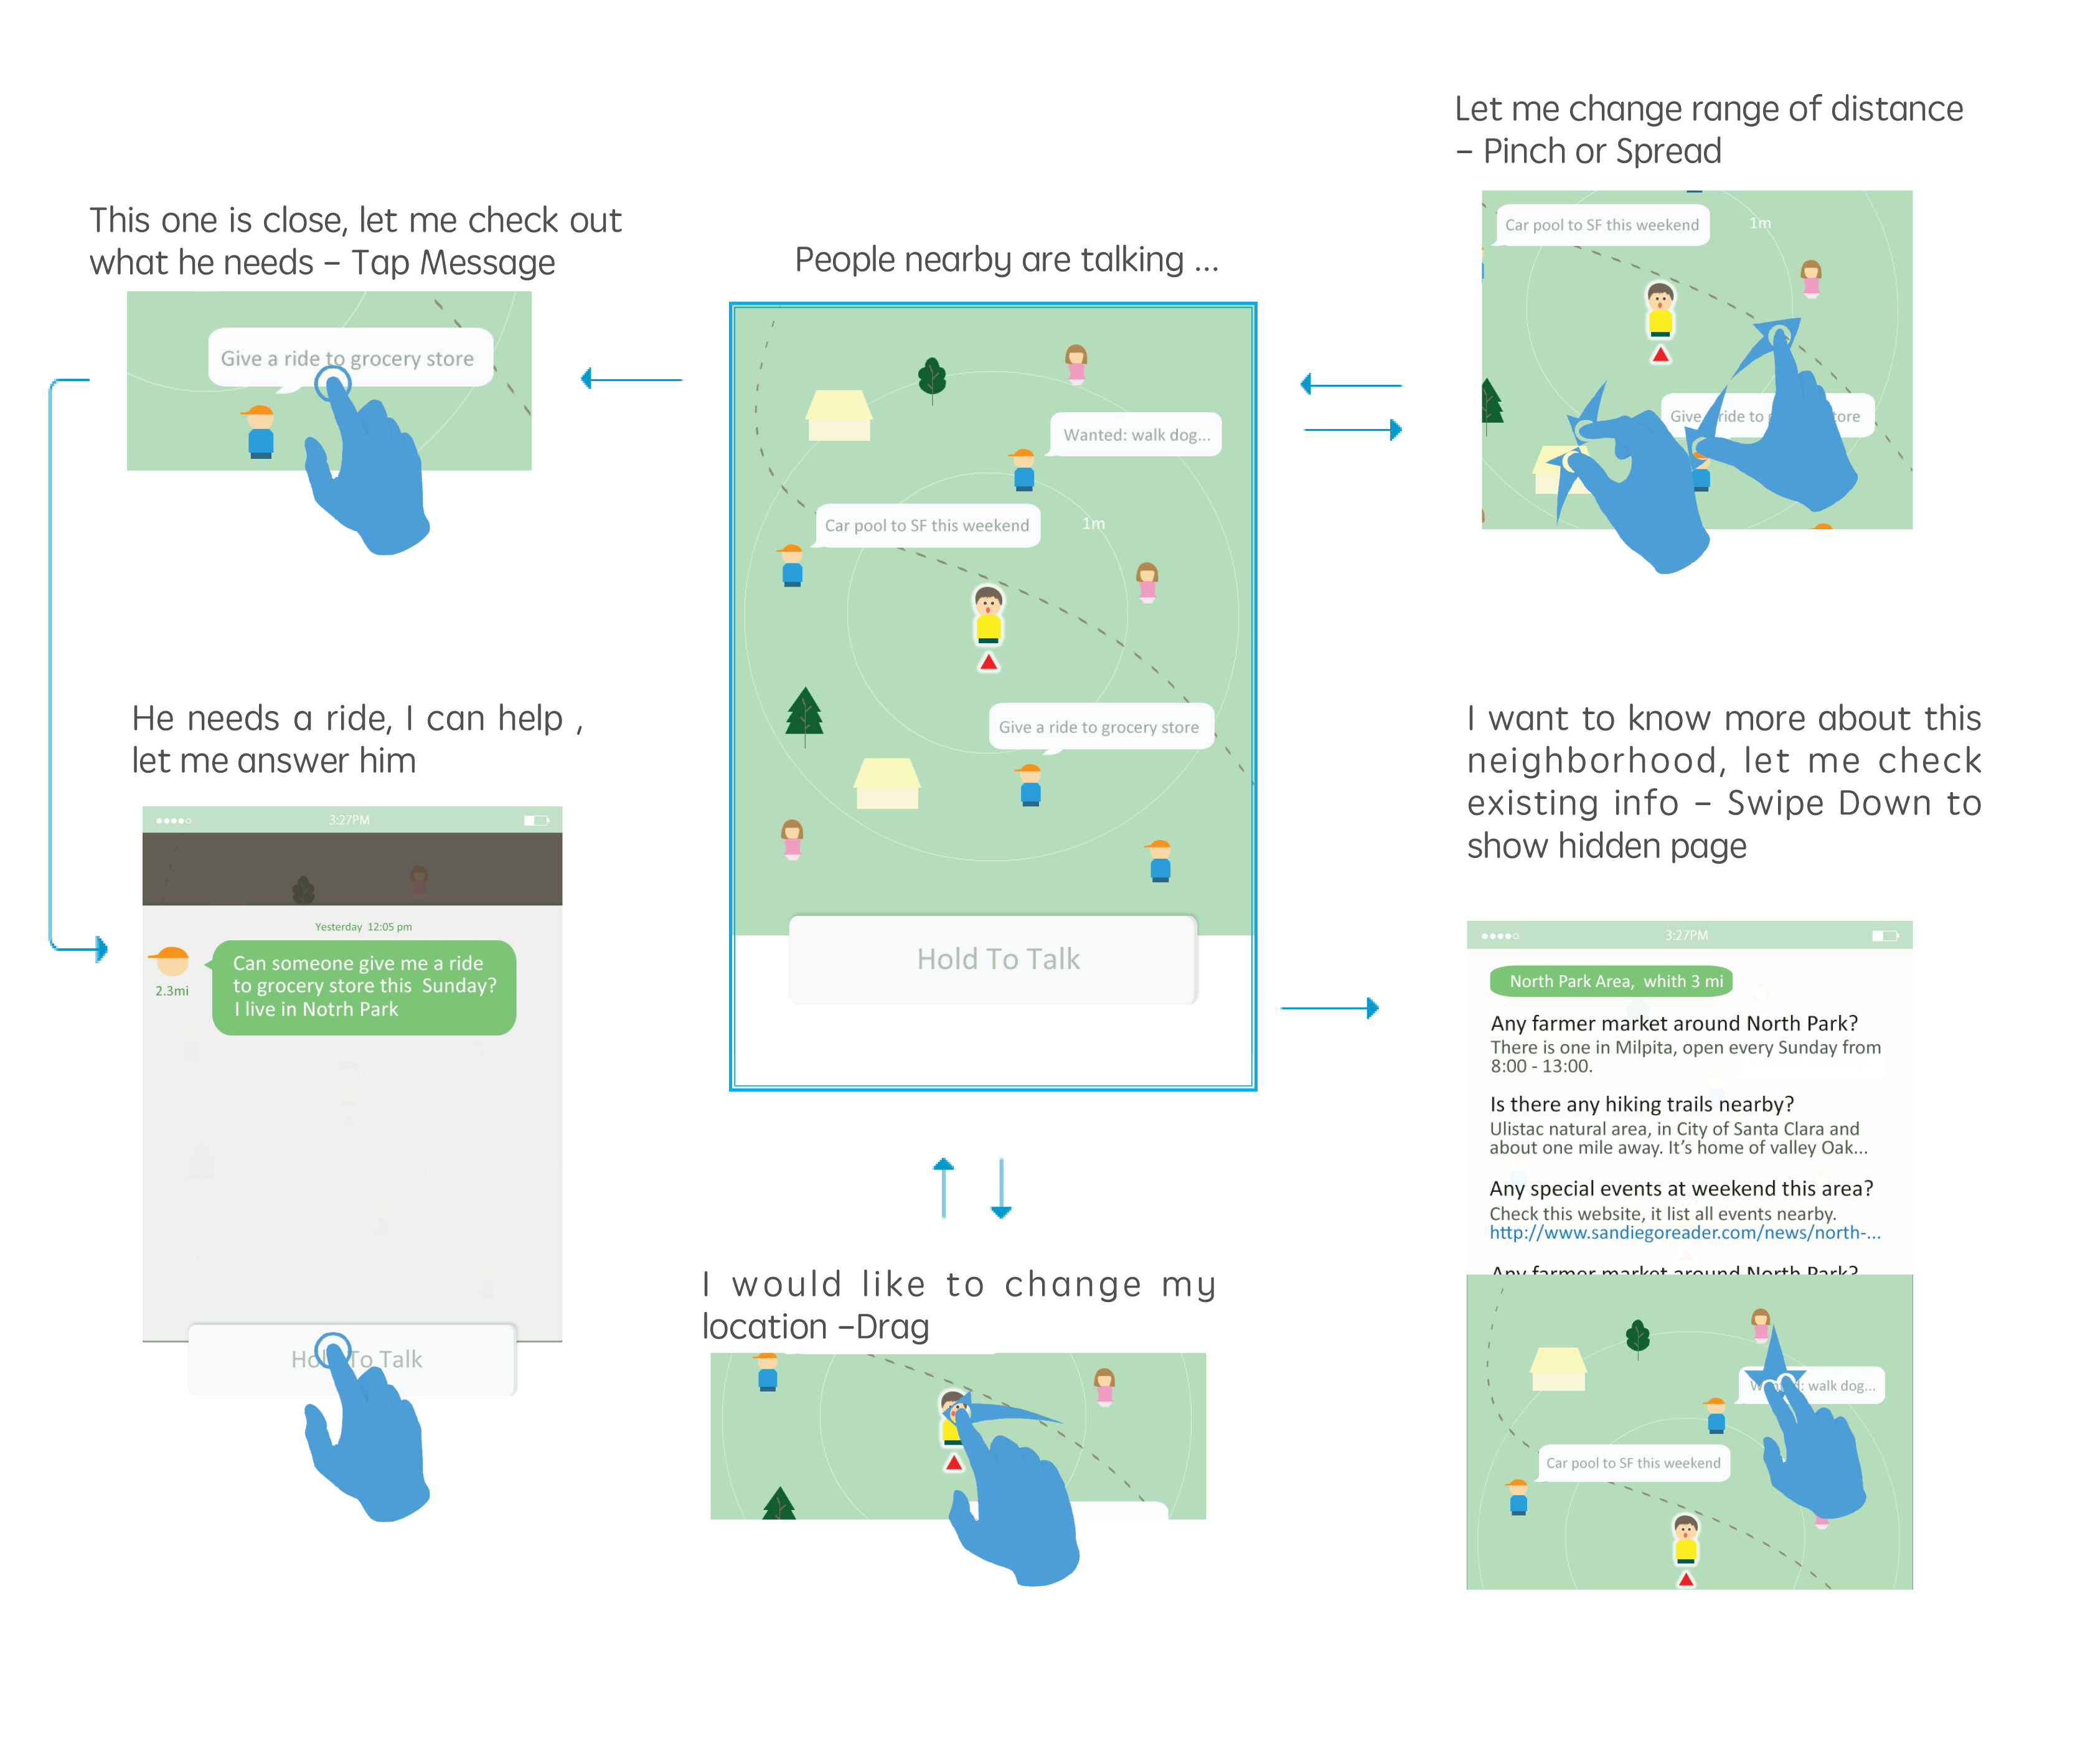 This one is close, let me check out
what he needs – Tap Message
Give a ride to grocery store
He needs a ride, I can help ,
let me answer him
3:27PM
Yesterday 12:05 pm
2.3mi
Can someone give me a ride
to grocery store this Sunday?
I live in Notrh Park
Hold To Talk
People nearby are talking ...
Wanted: walk dog...
Car pool to SF this weekend
1m
Give a ride to grocery store
Hold To Talk
I would like to change my
location –Drag
Let me change range of distance
– Pinch or Spread
Car pool to SF this weekend
1m
Give ride to g store
I want to know more about this
neighborhood, let me check
existing info – Swipe Down to
show hidden page
3:27PM
North Park Area, whith 3 mi
Any farmer market around North Park?
There is one in Milpita, open every Sunday from
8:00 - 13:00.
Is there any hiking trails nearby?
Ulistac natural area, in City of Santa Clara and
about one mile away. It's home of valley Oak...
Any special events at weekend this area?
Check this website, it list all events nearby.
http://www.sandiegoreader.com/news/north-...
Any farmer market around North Park?
Wanted: walk dog...
Car pool to SF this weekend